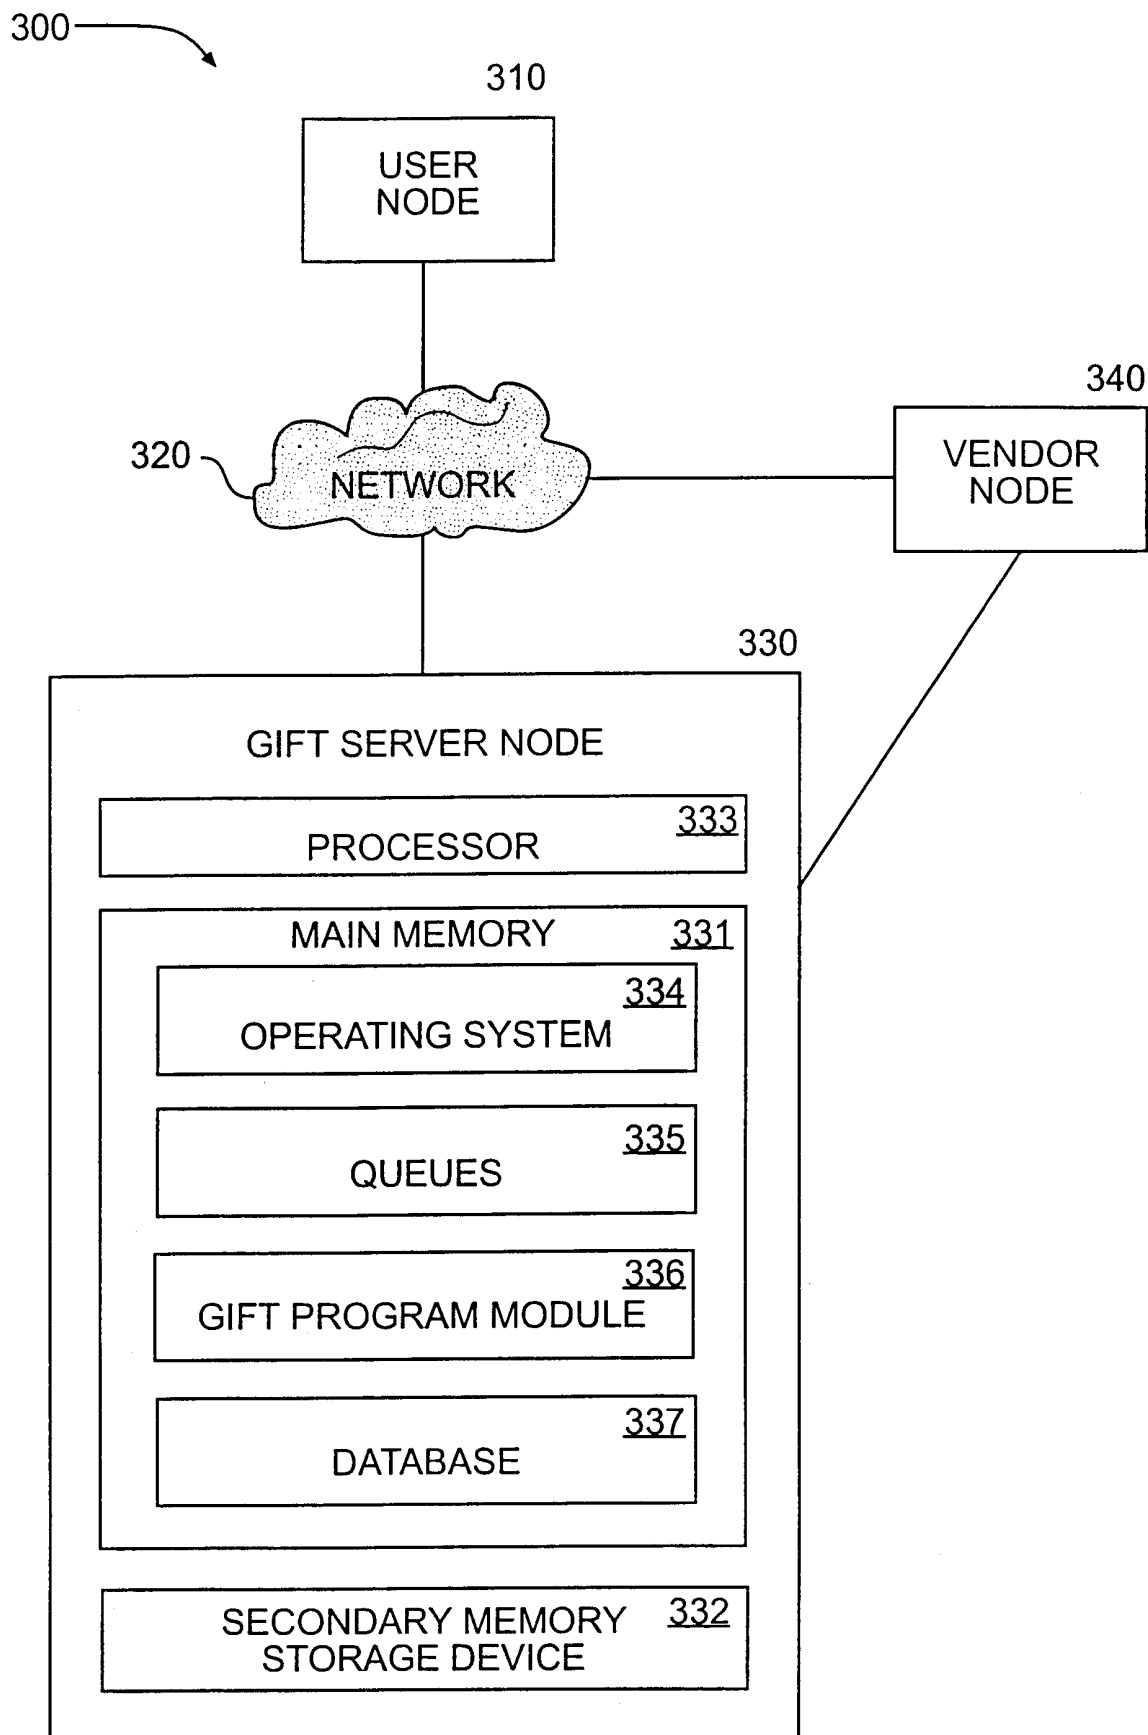 300
310
USER
NODE
340
320
NETWORK
VENDOR
NODE
330
GIFT SERVER NODE
333
PROCESSOR
MAIN MEMORY 331
334
OPERATING SYSTEM
335
QUEUES
336
GIFT PROGRAM MODULE
337
DATABASE
SECONDARY MEMORY 332
STORAGE DEVICE